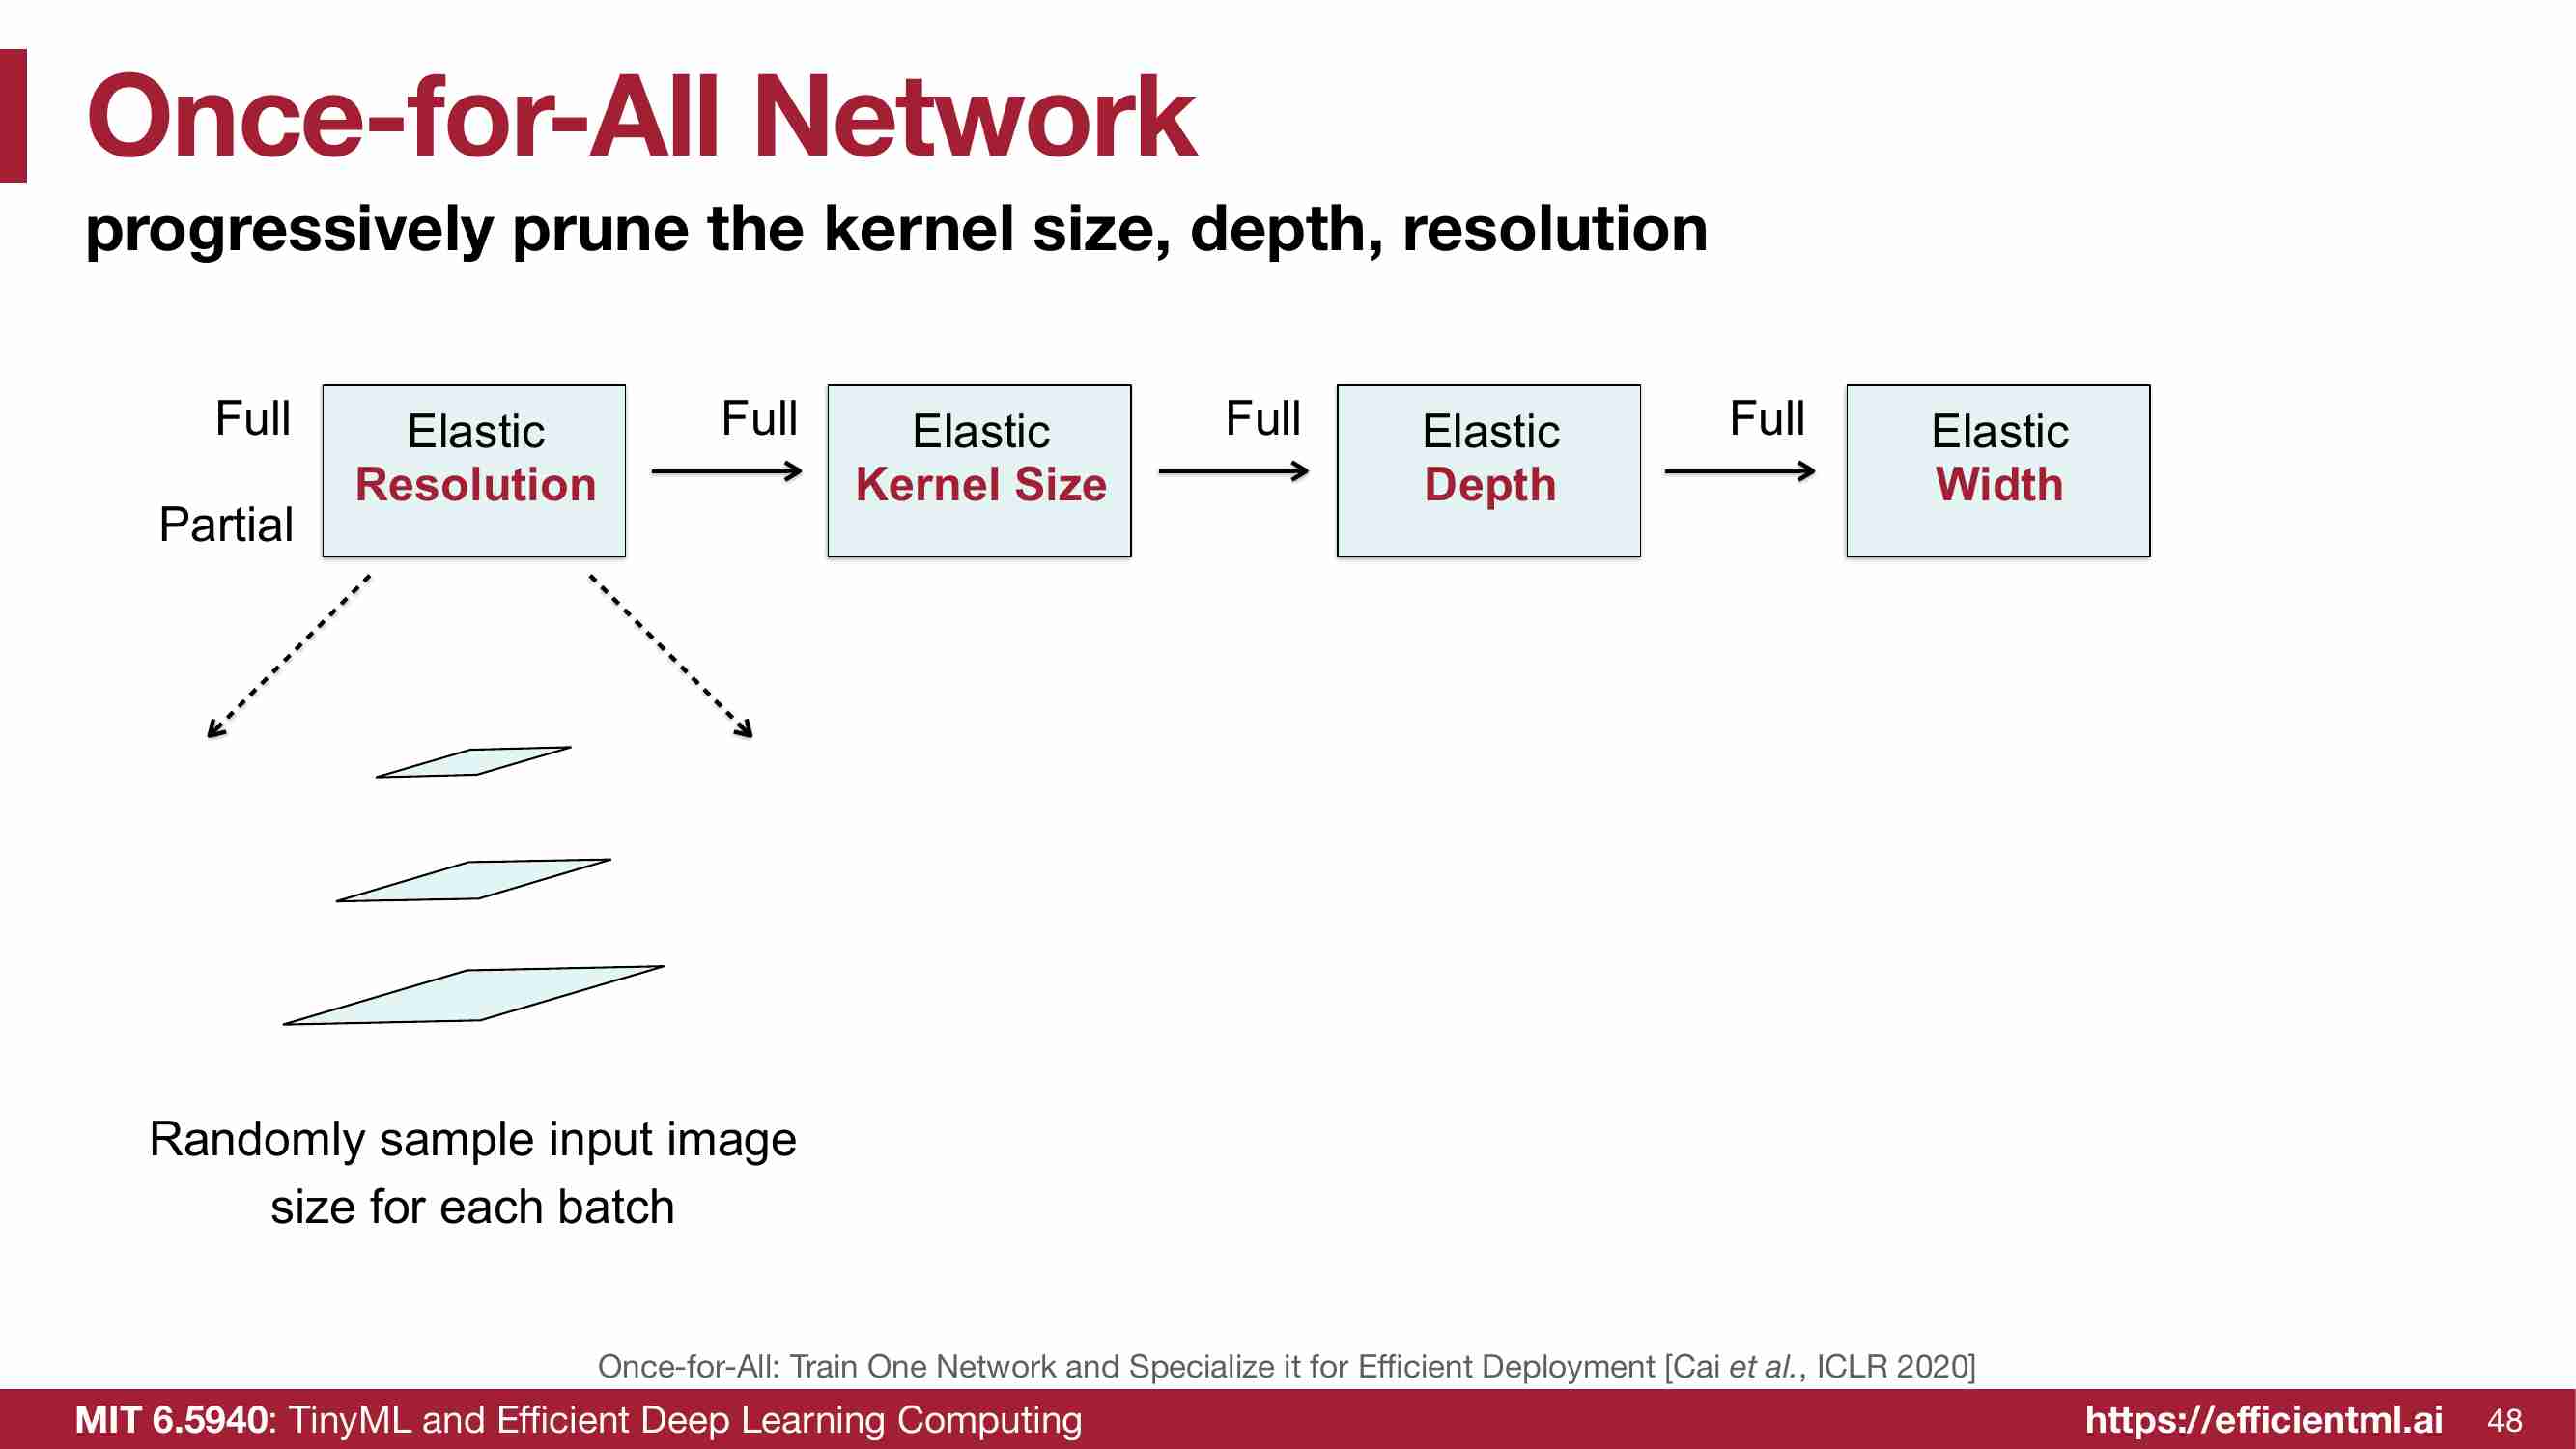 Once-for-All Network
progressively prune the kernel size, depth, resolution
Full
Partial
Elastic
Resolution
Full
Elastic
Kernel Size
Full
Elastic
Depth
Full
Elastic
Width
Randomly sample input image
size for each batch
Once-for-All: Train One Network and Specialize it for Efficient Deployment [Cai et al., ICLR 2020]
MIT 6.5940: TinyML and Efficient Deep Learning Computing
https://efficientml.ai
48